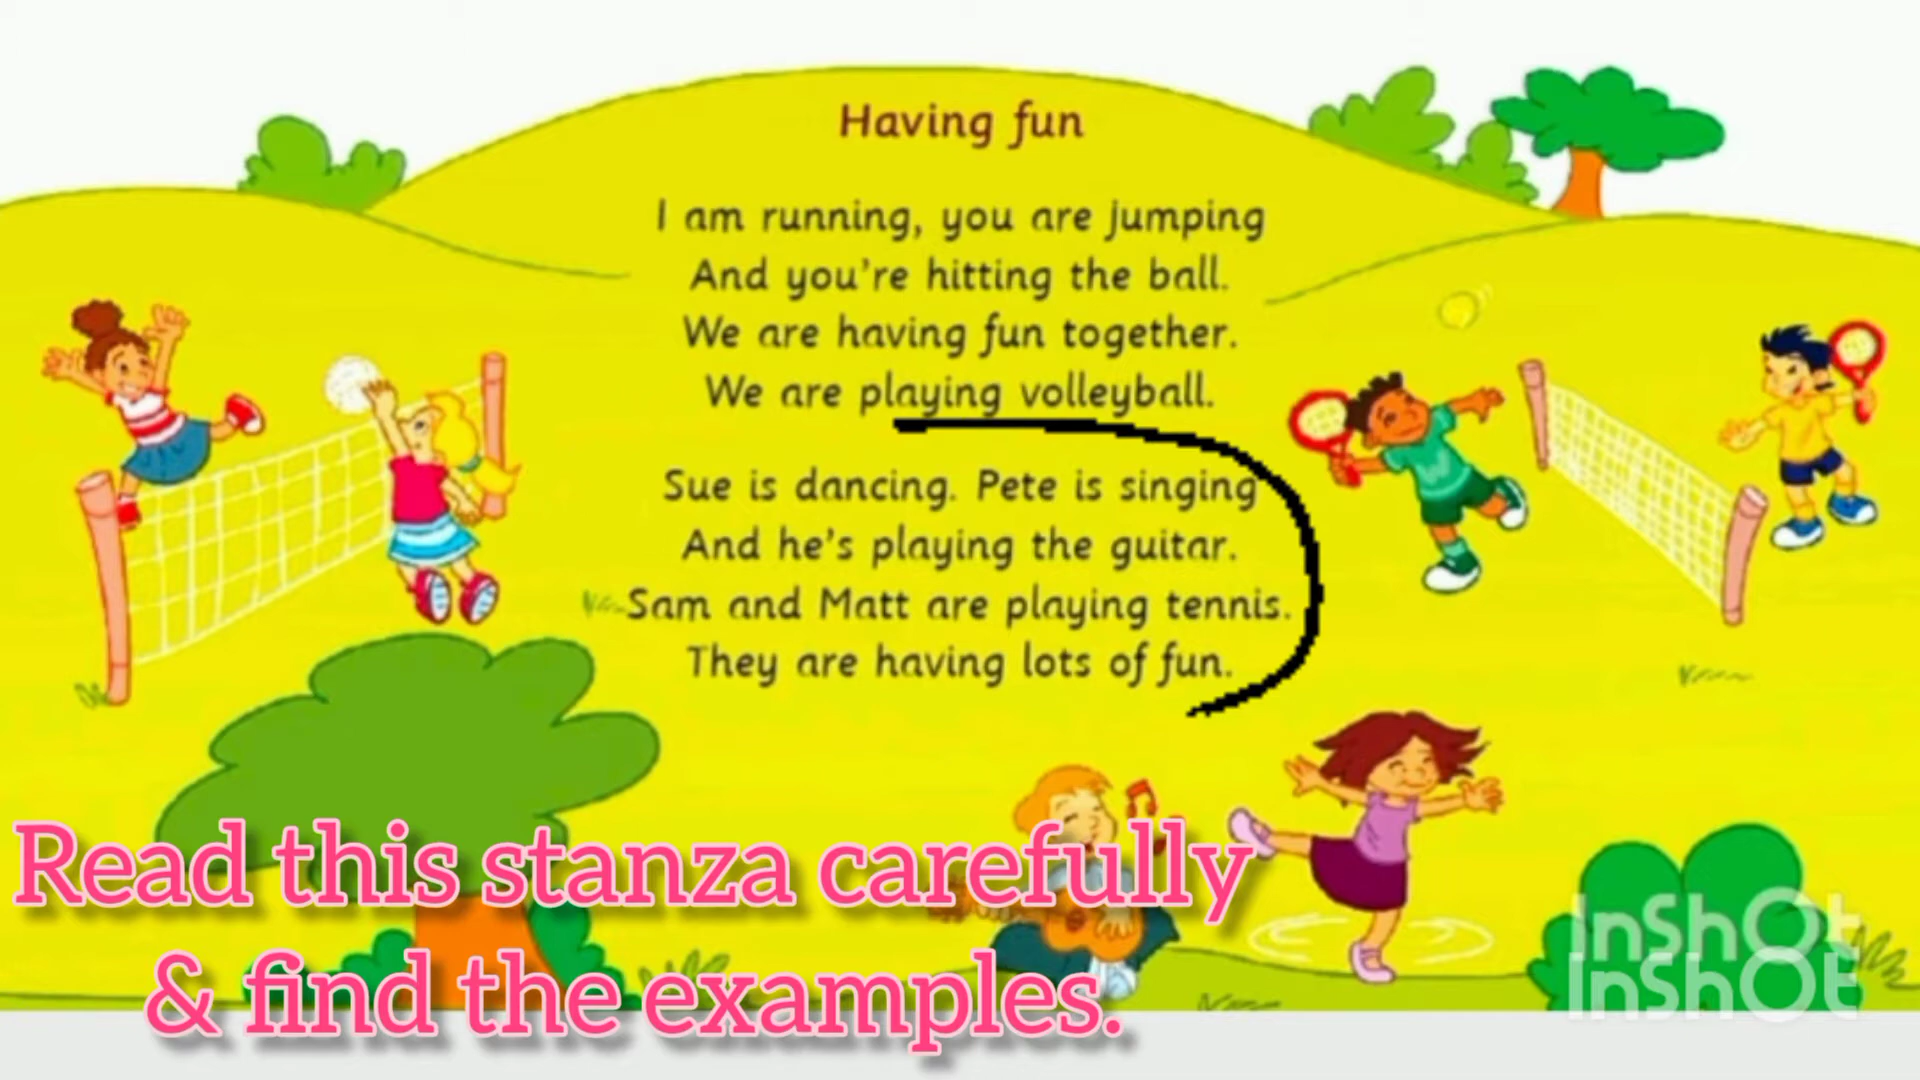 Having fun
I am running, you are jumping
And you're hitting the ball.
We are having fun together.
We are playing volleyball.
Sue is dancing. Pete is singing
And he's playing the guitar.
Sam and Matt are playing tennis.
They are having lots of fun.
Read this stanza carefully
& find the examples.
InShOt
InShOt